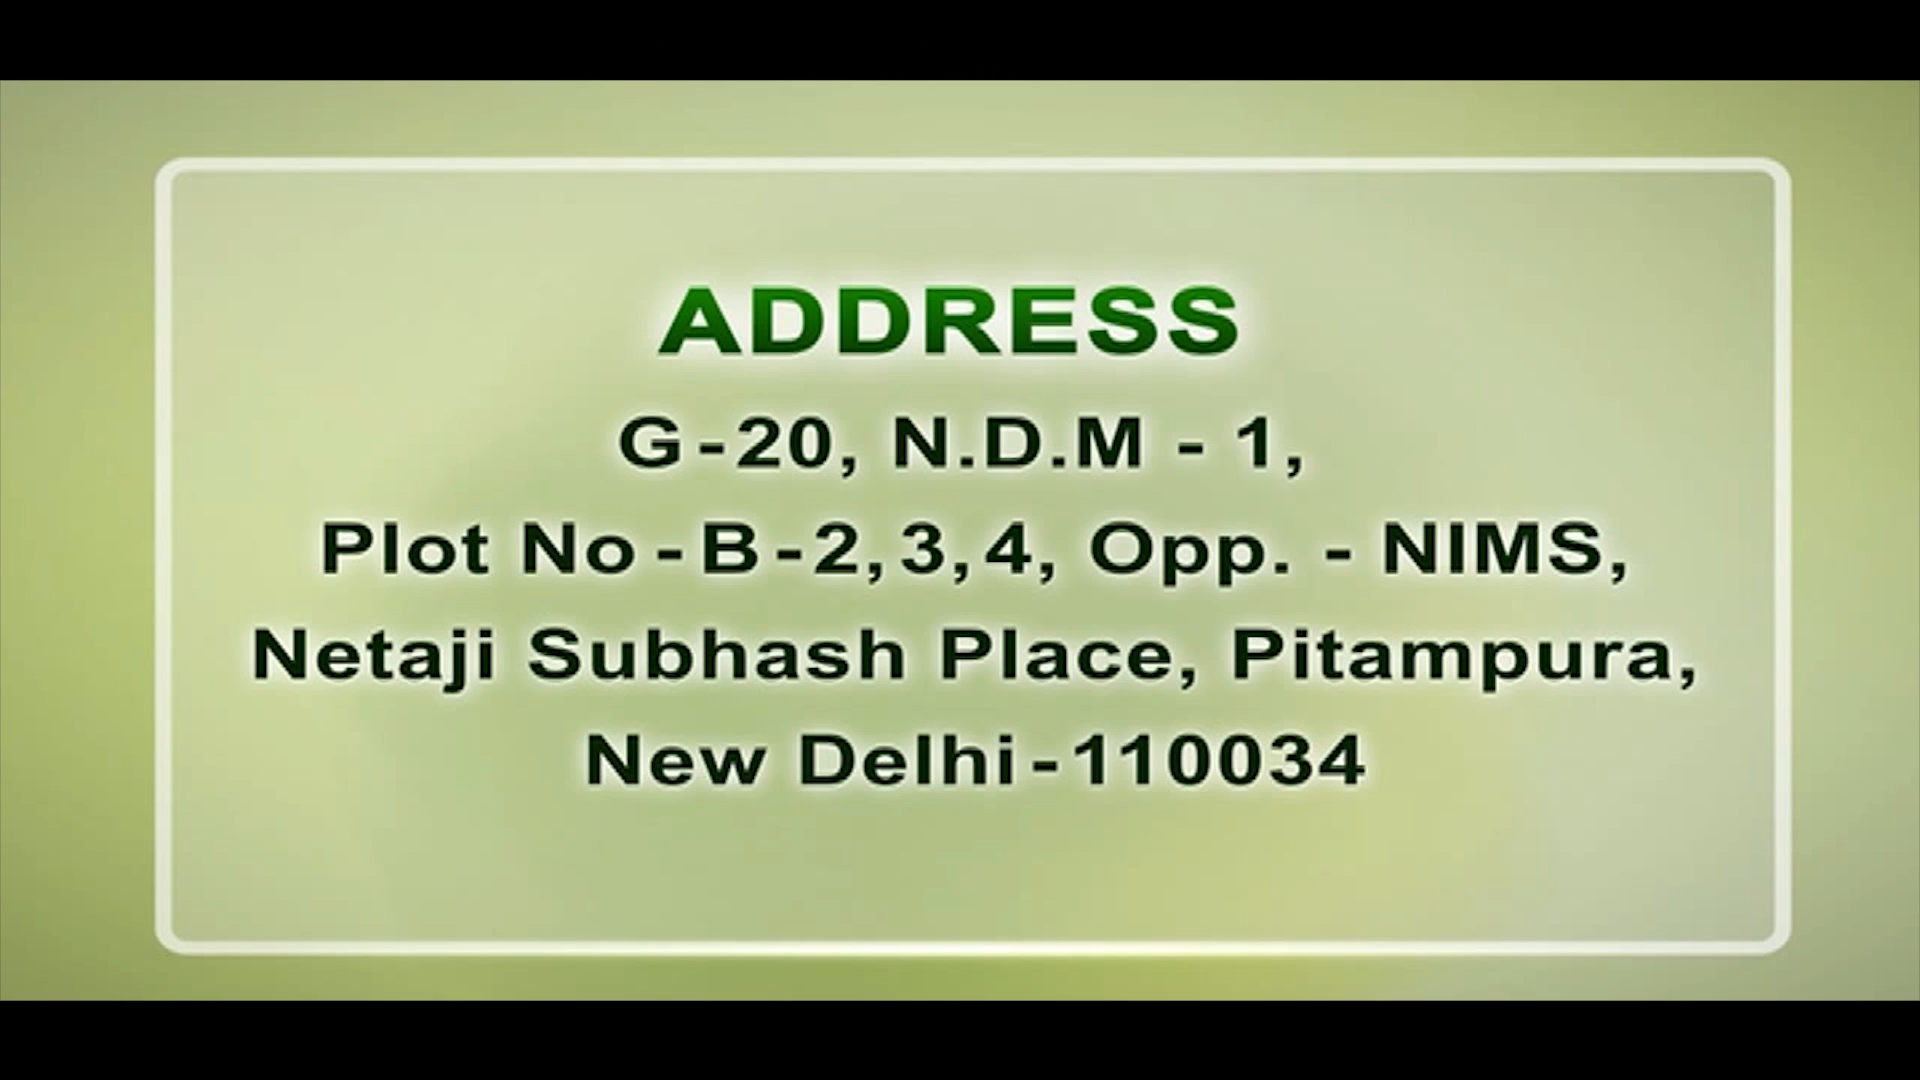 ADDRESS
G-20, N.D.M - 1,
Plot No-B-2,3,4, Opp. - NIMS,
Netaji Subhash Place, Pitampura,
New Delhi-110034